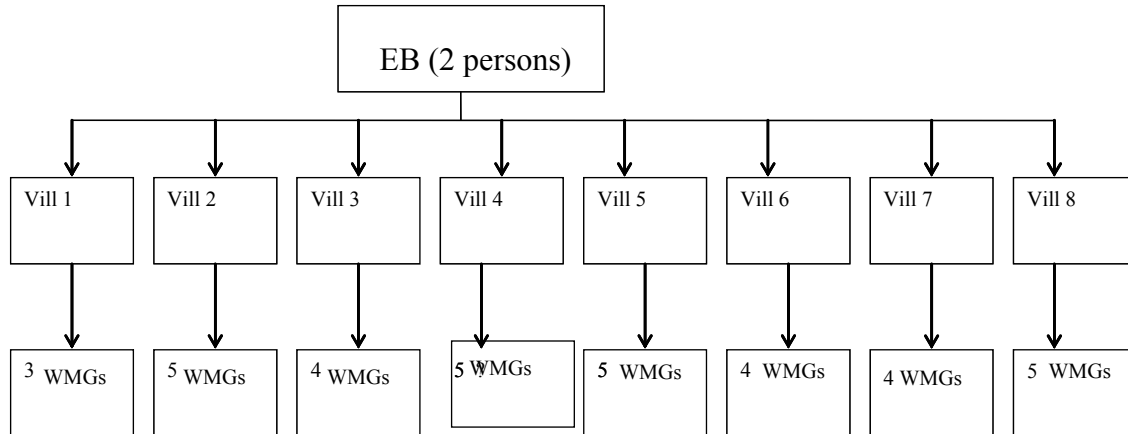 EB (2 persons)
Vill 1
Vill 2
Vill 3
Vill 4
Vill 5
Vill 6
Vill 7
Vill 8
3 WMGs
5 WMGs
4 WMGs
5 WMGs
5 WMGs
4 WMGs
4 WMGs
5 WMGs